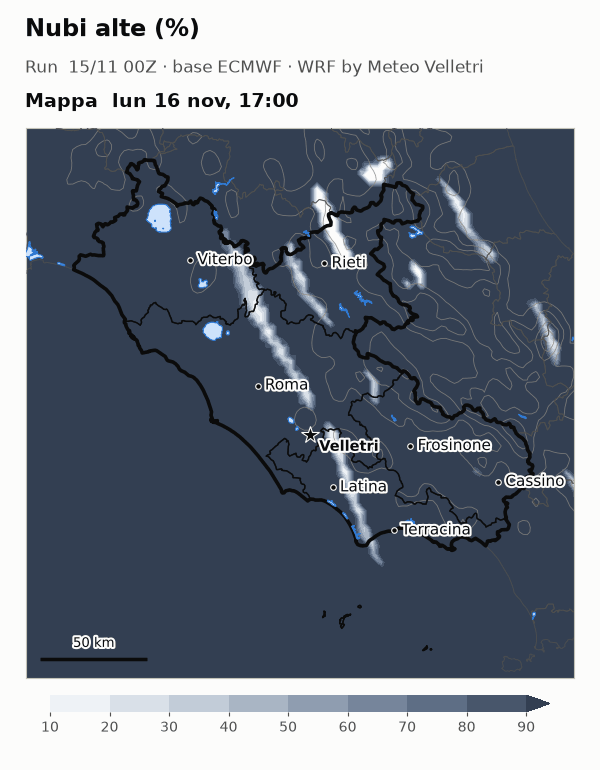 Nubi alte (%)
Run 15/11 00Z · base ECMWF · WRF by Meteo Velletri
Mappa lun 16 nov, 17:00
Viterbo
Rieti
Roma
Velletri
Frosinone
Latina
Cassino
Terracina
50 km
10 20 30 40 50 60 70 80 90